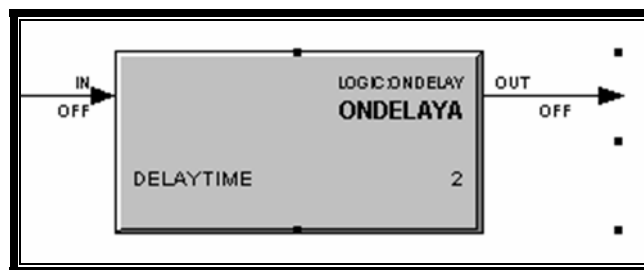 IN
OFF
LOGIC:ONDELAY
ONDELAYA
DELAYTIME 2
OUT
OFF